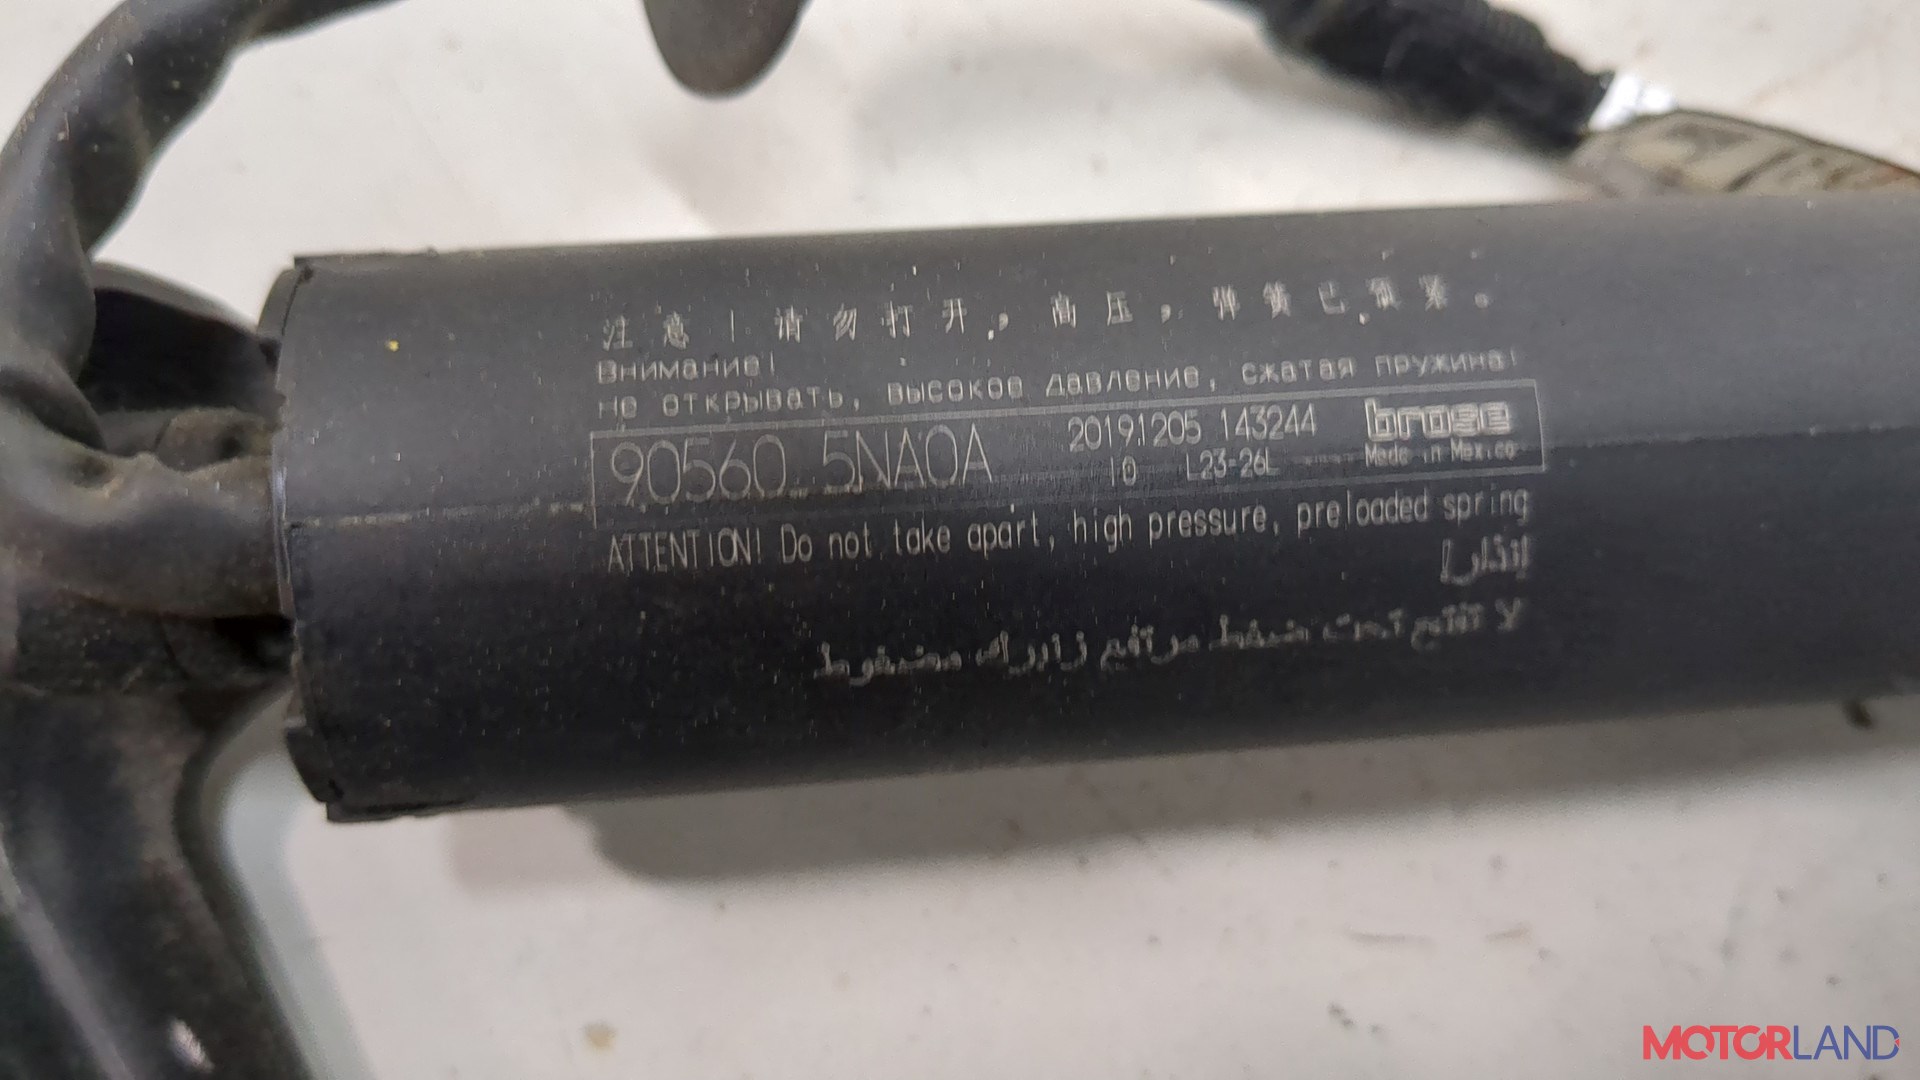 注意！请勿打开，高压，弹簧已预紧。
Внимание!
не открывать, высокое давление, сжатая пружина!
90560 5NA0A
20191205 143244
10 L23-26L
brose
Made in Mexico
ATTENTION! Do not take apart, high pressure, preloaded spring
إنذار!
لا تفتح تحت ضغط مرتفع زنبرك مضغوط
MOTORLAND